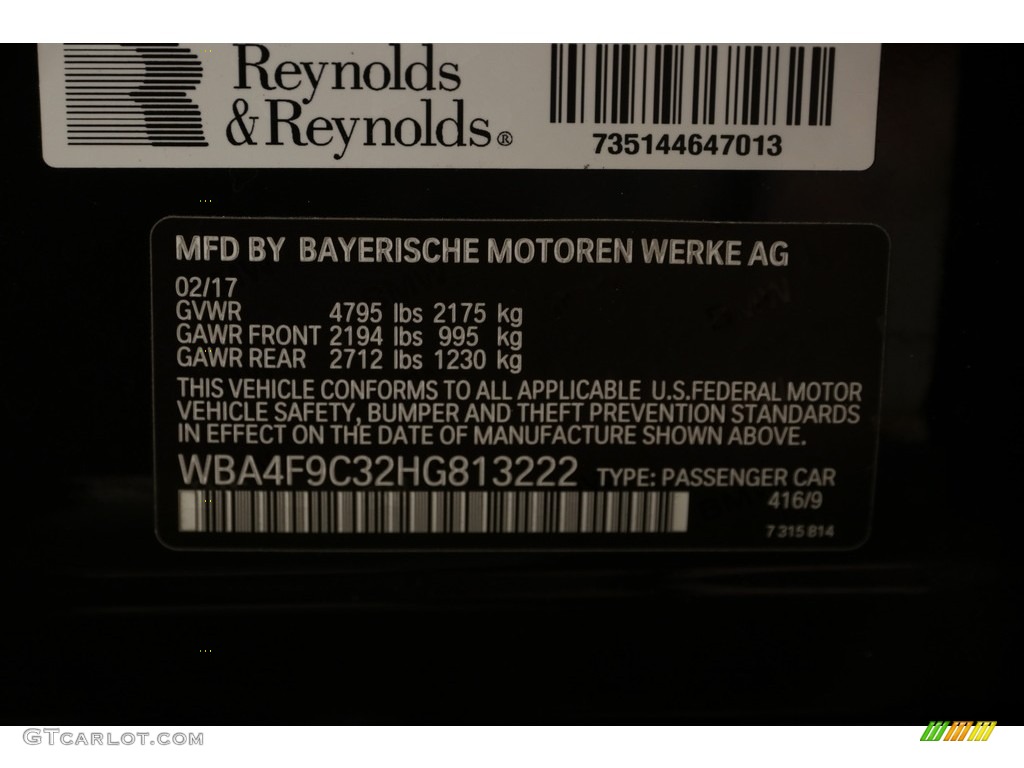 Reynolds
&Reynolds®
735144647013
MFD BY BAYERISCHE MOTOREN WERKE AG
02/17
GVWR 4795 lbs 2175 kg
GAWR FRONT 2194 lbs 995 kg
GAWR REAR 2712 lbs 1230 kg
THIS VEHICLE CONFORMS TO ALL APPLICABLE U.S.FEDERAL MOTOR
VEHICLE SAFETY, BUMPER AND THEFT PREVENTION STANDARDS
IN EFFECT ON THE DATE OF MANUFACTURE SHOWN ABOVE.
WBA4F9C32HG813222 TYPE: PASSENGER CAR
416/9
7 315 814
GTCARLOT.COM